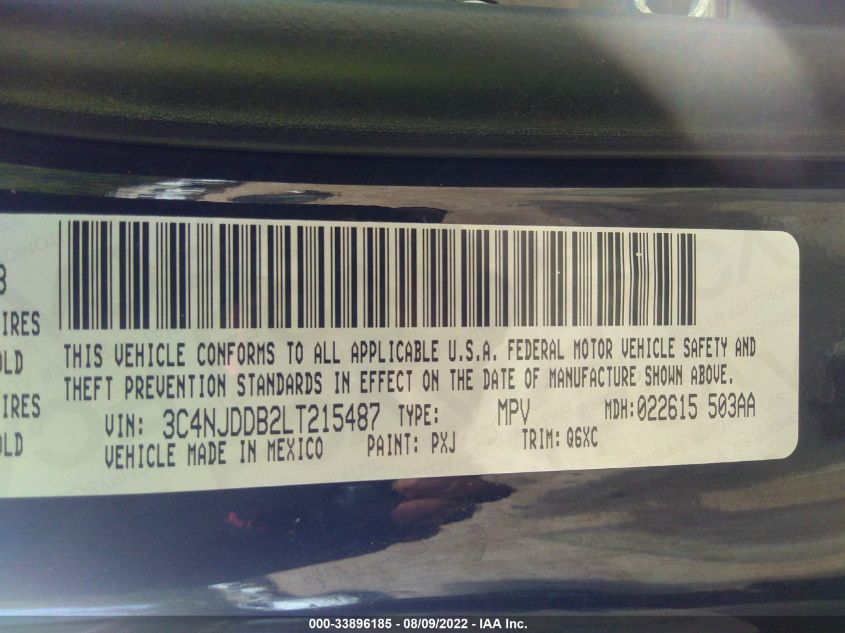 3
IRES
OLD
IRES
OLD
THIS VEHICLE CONFORMS TO ALL APPLICABLE U.S.A. FEDERAL MOTOR VEHICLE SAFETY AND
THEFT PREVENTION STANDARDS IN EFFECT ON THE DATE OF MANUFACTURE SHOWN ABOVE.
VIN: 3C4NJDDB2LT215487 TYPE: MPV MDH:022615 503AA
VEHICLE MADE IN MEXICO PAINT: PXJ TRIM: Q6XC
000-33896185 - 08/09/2022 - IAA Inc.